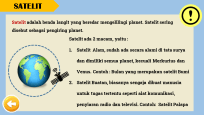 SATELIT
Satelit adalah benda langit yang beredar mengelilingi planet. Satelit sering
disebut sebagai pengiring planet.
Satelit ada 2 macam, yaitu :
1. Satelit Alam, sudah ada secara alami di tata surya
dan dimiliki semua planet, kecuali Merkurius dan
Venus. Contoh : Bulan yang merupakan satelit Bumi
2. Satelit Buatan, biasanya sengaja dibuat manusia
untuk tugas tertentu seperti alat komunikasi,
penyiaran radio dan televisi. Contoh: Satelit Palapa